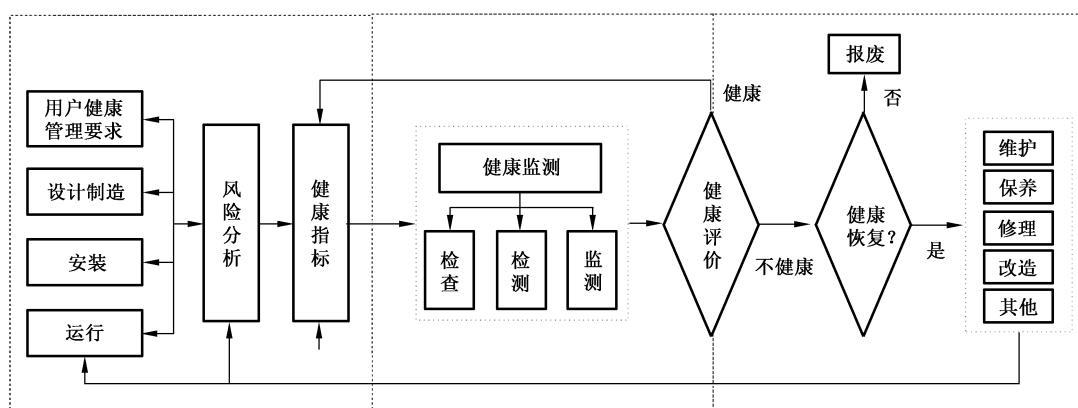 用户健康
管理要求
设计制造
安装
运行
风险分析
健康指标
健康监测
检查
检测
监测
健康评价
健康
不健康
健康
恢复?
否
报废
是
维护
保养
修理
改造
其他